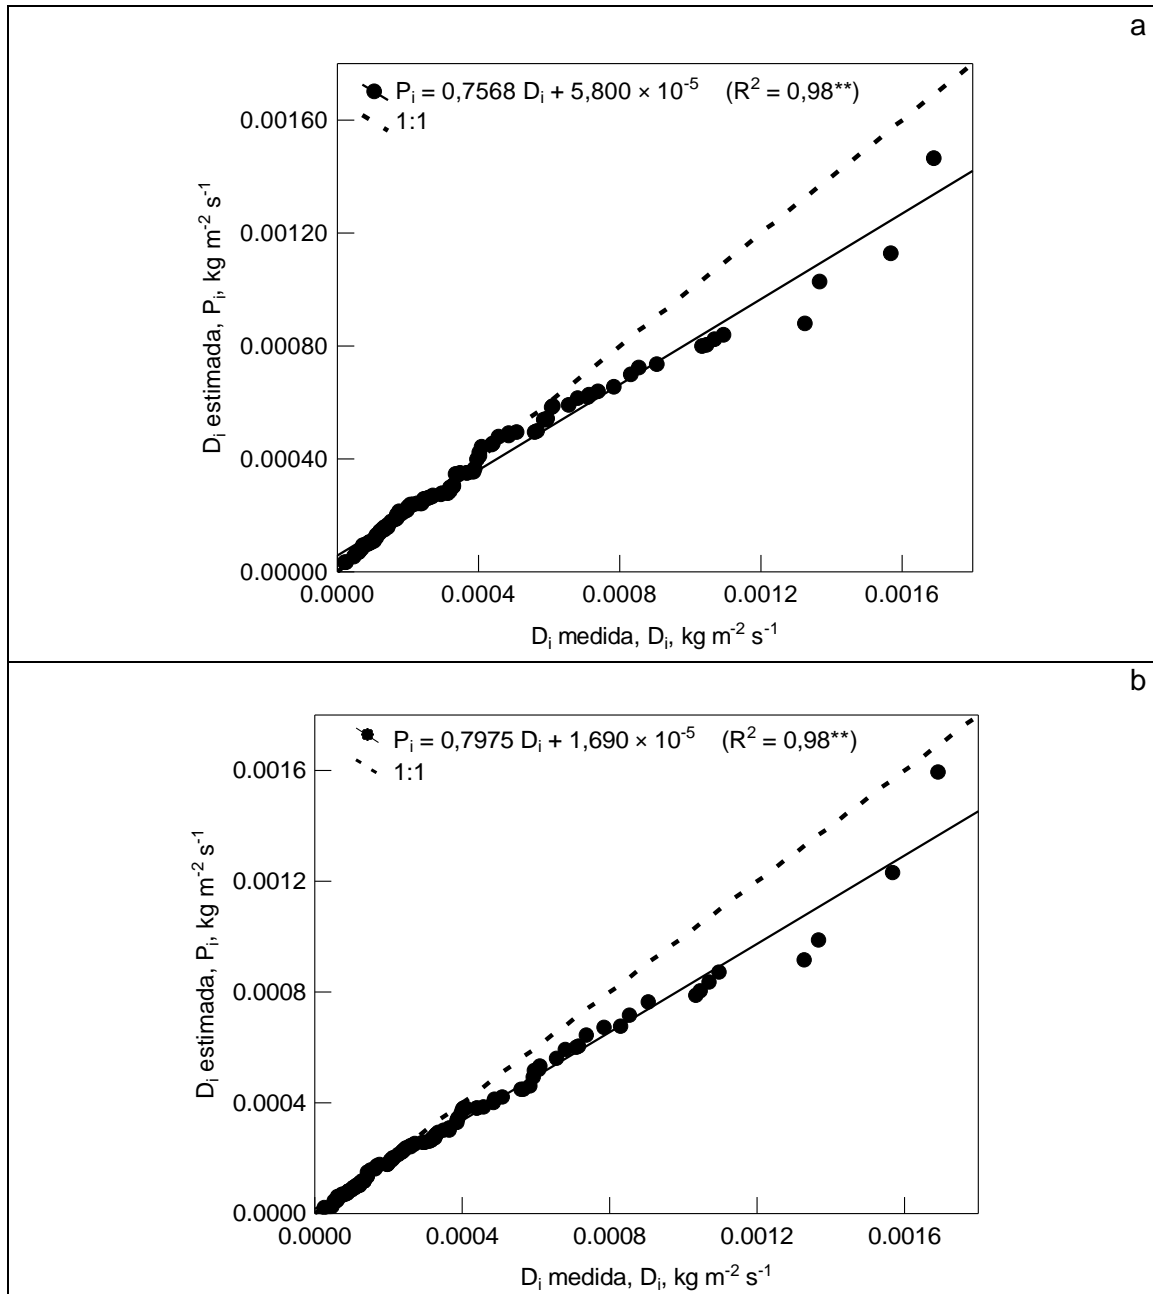 a
P_i = 0,7568 D_i + 5,800 × 10^-5 (R^2 = 0,98**)
1:1
0.00160
0.00120
0.00080
0.00040
0.00000
D_i estimada, P_i, kg m^-2 s^-1
0.0000 0.0004 0.0008 0.0012 0.0016
D_i medida, D_i, kg m^-2 s^-1
b
P_i = 0,7975 D_i + 1,690 × 10^-5 (R^2 = 0,98**)
1:1
0.0016
0.0012
0.0008
0.0004
0.0000
D_i estimada, P_i, kg m^-2 s^-1
0.0000 0.0004 0.0008 0.0012 0.0016
D_i medida, D_i, kg m^-2 s^-1